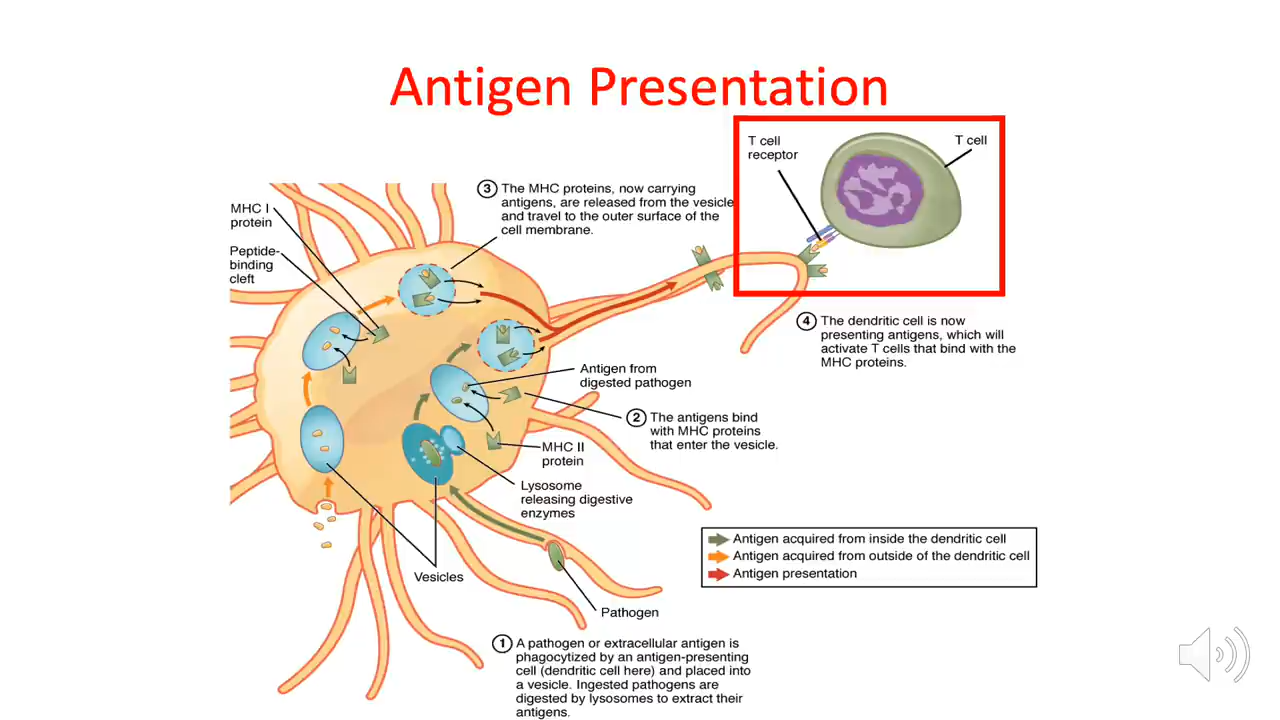 Antigen Presentation
T cell
receptor
T cell
3 The MHC proteins, now carrying
antigens, are released from the vesicle
and travel to the outer surface of the
cell membrane.
MHC I
protein
Peptide-
binding
cleft
4 The dendritic cell is now
presenting antigens, which will
activate T cells that bind with the
MHC proteins.
Antigen from
digested pathogen
2 The antigens bind
with MHC proteins
that enter the vesicle.
MHC II
protein
Lysosome
releasing digestive
enzymes
Antigen acquired from inside the dendritic cell
Antigen acquired from outside of the dendritic cell
Antigen presentation
Vesicles
Pathogen
1 A pathogen or extracellular antigen is
phagocytized by an antigen-presenting
cell (dendritic cell here) and placed into
a vesicle. Ingested pathogens are
digested by lysosomes to extract their
antigens.